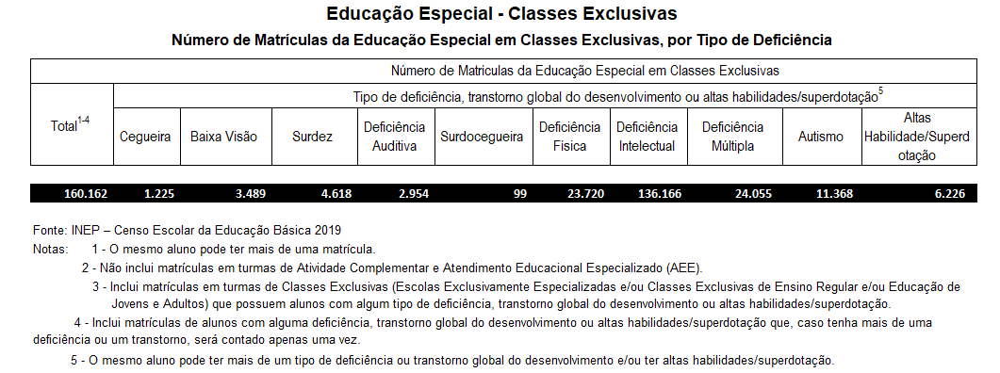 Educação Especial - Classes Exclusivas
Número de Matrículas da Educação Especial em Classes Exclusivas, por Tipo de Deficiência
Número de Matriculas da Educação Especial em Classes Exclusivas
Total1-4
Tipo de deficiência, transtorno global do desenvolvimento ou altas habilidades/superdotação5
Cegueira Baixa Visão Surdez Deficiência Auditiva Surdocegueira Deficiência Física Deficiência Intelectual Deficiência Múltipla Autismo Altas Habilidade/Superdotação
160.162 1.225 3.489 4.618 2.954 99 23.720 136.166 24.055 11.368 6.226
Fonte: INEP – Censo Escolar da Educação Básica 2019
Notas: 1 - O mesmo aluno pode ter mais de uma matrícula.
2 - Não inclui matrículas em turmas de Atividade Complementar e Atendimento Educacional Especializado (AEE).
3 - Inclui matrículas em turmas de Classes Exclusivas (Escolas Exclusivamente Especializadas e/ou Classes Exclusivas de Ensino Regular e/ou Educação de
Jovens e Adultos) que possuem alunos com algum tipo de deficiência, transtorno global do desenvolvimento ou altas habilidades/superdotação.
4 - Inclui matrículas de alunos com alguma deficiência, transtorno global do desenvolvimento ou altas habilidades/superdotação que, caso tenha mais de uma
deficiência ou um transtorno, será contado apenas uma vez.
5 - O mesmo aluno pode ter mais de um tipo de deficiência ou transtorno global do desenvolvimento e/ou ter altas habilidades/superdotação.